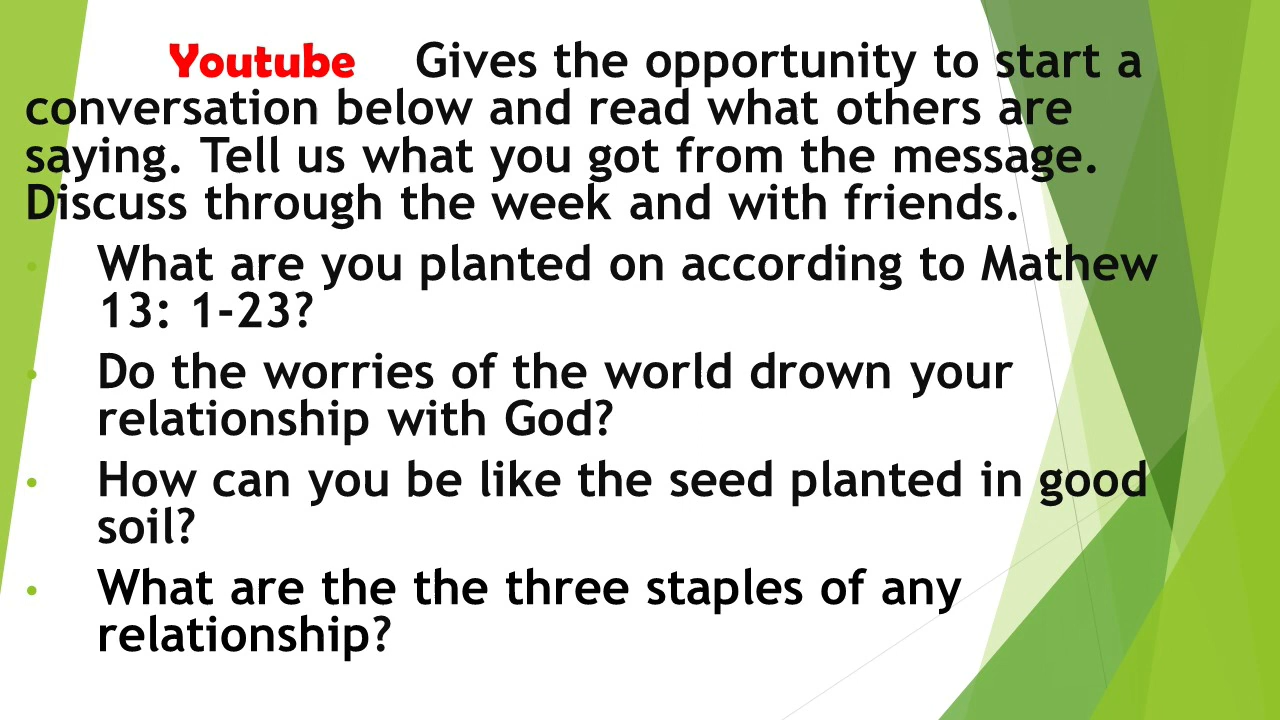 Youtube Gives the opportunity to start a
conversation below and read what others are
saying. Tell us what you got from the message.
Discuss through the week and with friends.
• What are you planted on according to Mathew
13: 1-23?
• Do the worries of the world drown your
relationship with God?
• How can you be like the seed planted in good
soil?
• What are the the three staples of any
relationship?